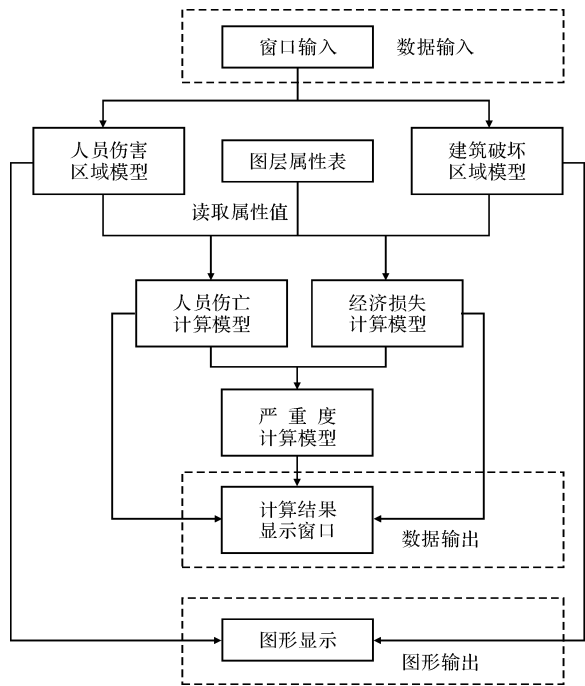 窗口输入
数据输入
人员伤害
区域模型
图层属性表
建筑破坏
区域模型
读取属性值
人员伤亡
计算模型
经济损失
计算模型
严重度
计算模型
计算结果
显示窗口
数据输出
图形显示
图形输出